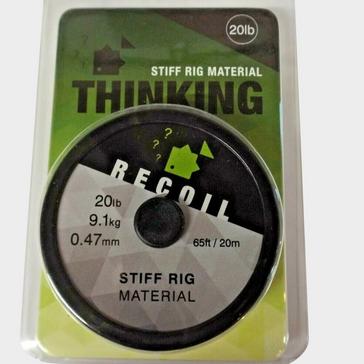 20lb
STIFF RIG MATERIAL
THINKING
? ? ?
RECOIL
20lb
9.1kg
0.47mm
65ft / 20m
STIFF RIG
MATERIAL